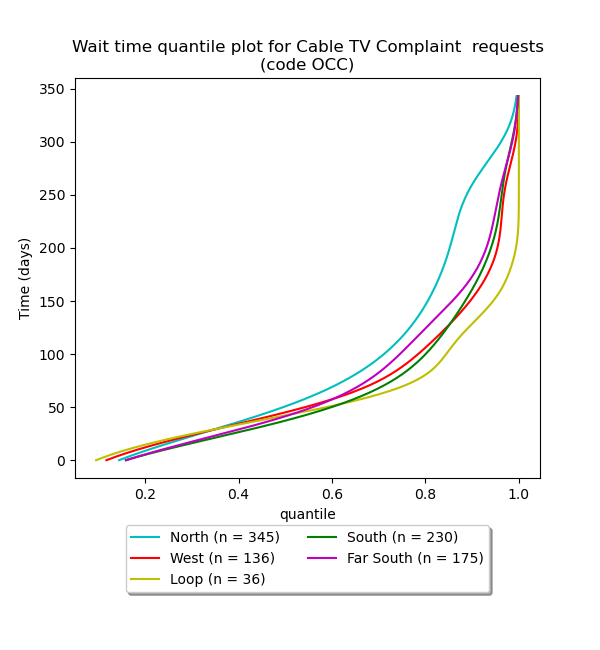 Wait time quantile plot for Cable TV Complaint  requests
(code OCC)
350
300
250
200
150
100
50
0
Time (days)
0.2 0.4 0.6 0.8 1.0
quantile
North (n = 345)
West (n = 136)
Loop (n = 36)
South (n = 230)
Far South (n = 175)